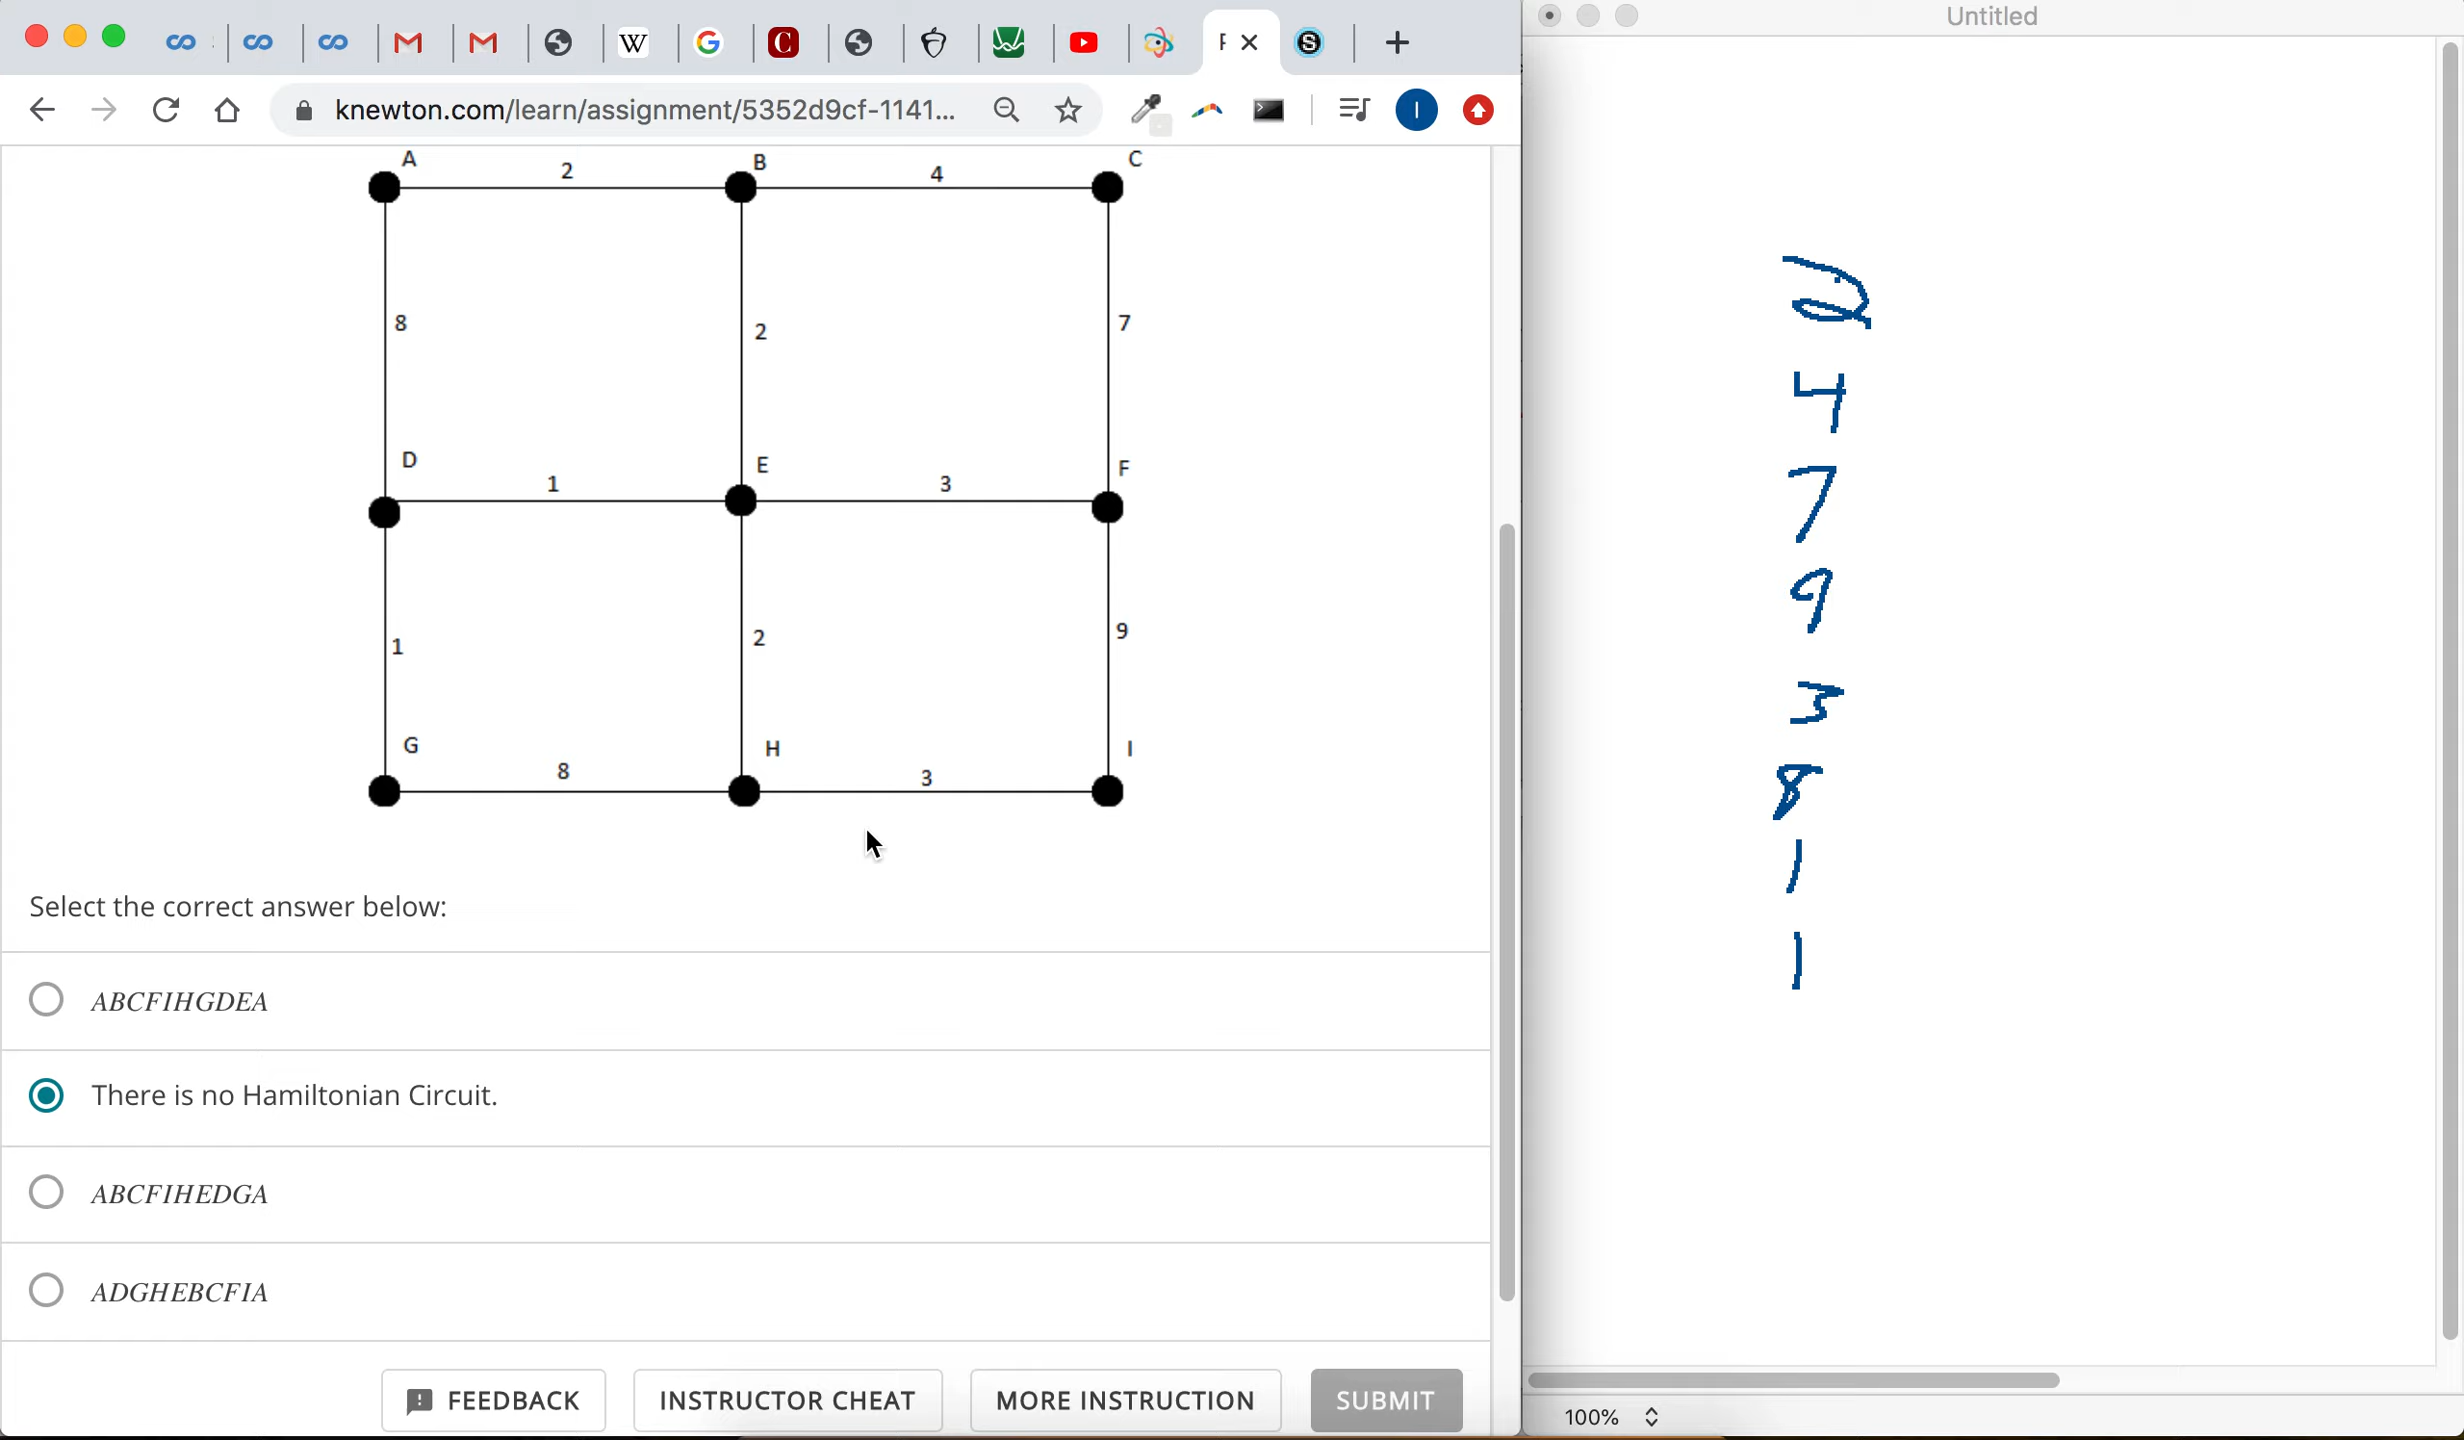 Untitled
knewton.com/learn/assignment/5352d9cf-1141...
A 2 B 4 C
8 2 7
D 1 E 3 F
1 2 9
G 8 H 3 I
Select the correct answer below:
ABCFIHGDEA
There is no Hamiltonian Circuit.
ABCFIHEDGA
ADGHEBCFIA
FEEDBACK INSTRUCTOR CHEAT MORE INSTRUCTION SUBMIT
2
4
7
9
3
8
1
1
100%